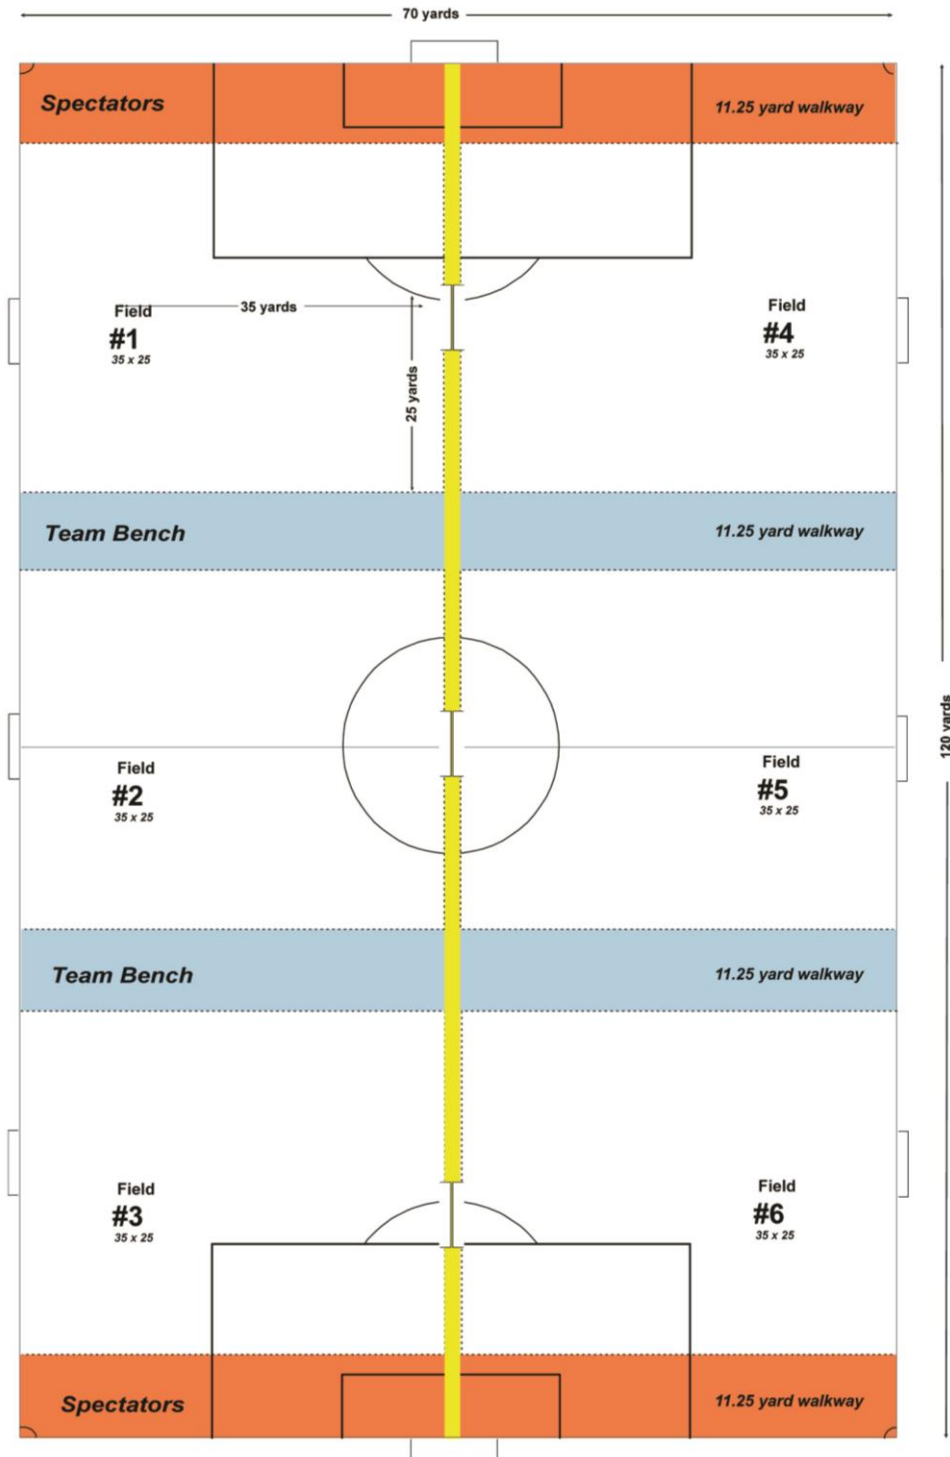 70 yards
Spectators
11.25 yard walkway
Field
#1
35 x 25
35 yards
25 yards
Field
#4
35 x 25
Team Bench
11.25 yard walkway
120 yards
Field
#2
35 x 25
Field
#5
35 x 25
Team Bench
11.25 yard walkway
Field
#3
35 x 25
Field
#6
35 x 25
Spectators
11.25 yard walkway